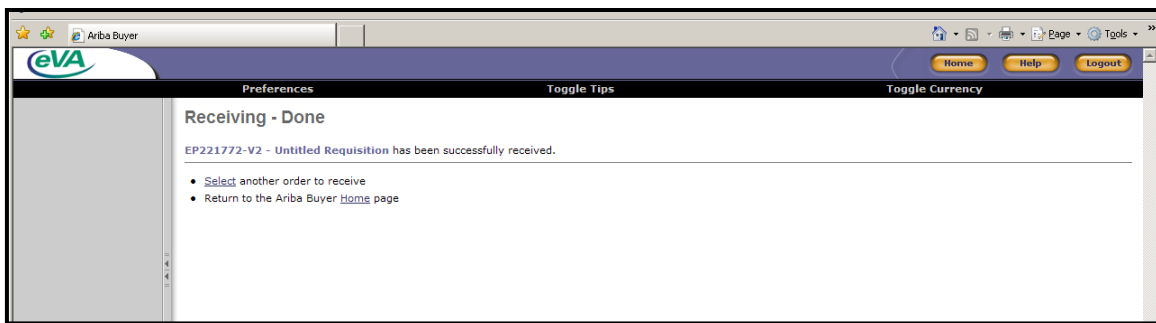 Ariba Buyer
Page Tools »
eVA
Home Help Logout
Preferences Toggle Tips Toggle Currency
Receiving - Done
EP221772-V2 - Untitled Requisition has been successfully received.
• Select another order to receive
• Return to the Ariba Buyer Home page